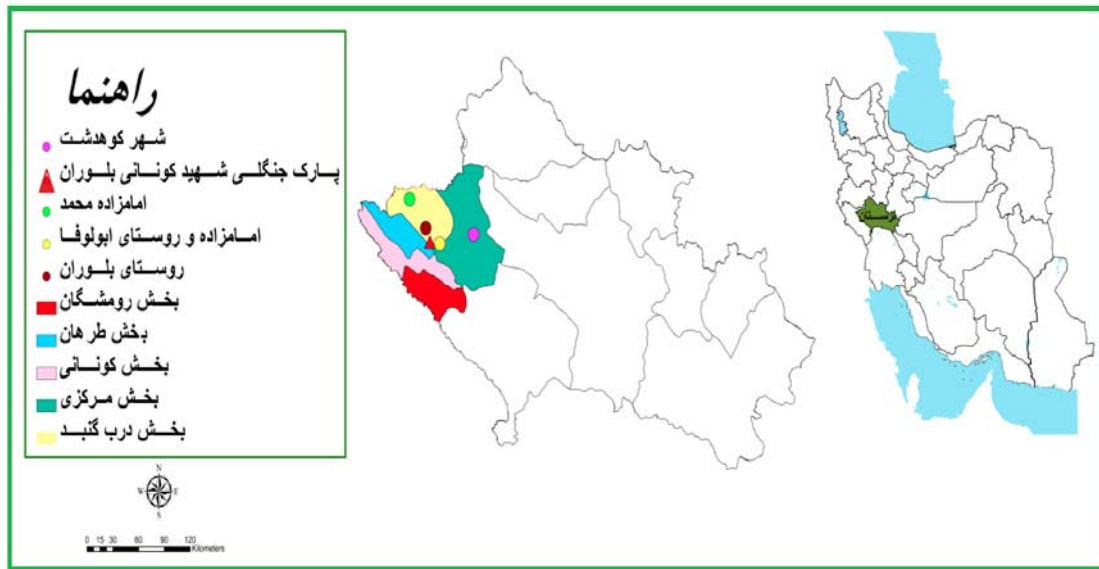 راهنما
شهر کوهدشت
پارک جنگلی شهید کونانی بلوران
امامزاده محمد
امامزاده و روستای ابولوفا
روستای بلوران
بخش رومشگان
بخش طرهان
بخش کونانی
بخش مرکزی
بخش درب گنبد
N
W E
S
0 15 30 60 90 120
Kilometers